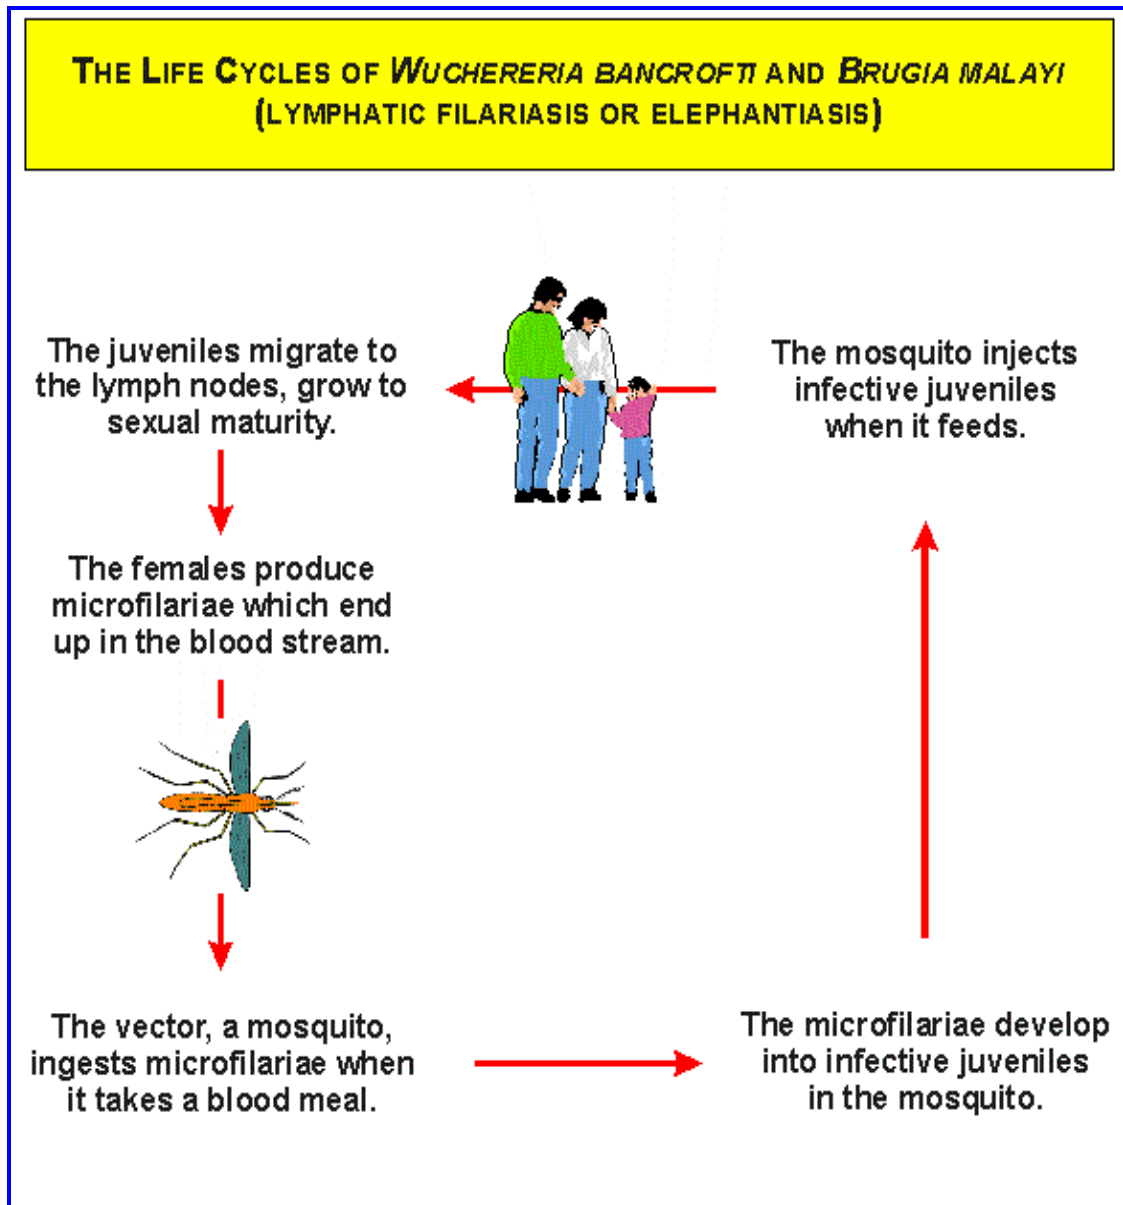 THE LIFE CYCLES OF WUCHERERIA BANCROFTI AND BRUGIA MALAYI
(LYMPHATIC FILARIASIS OR ELEPHANTIASIS)
The juveniles migrate to
the lymph nodes, grow to
sexual maturity.
The mosquito injects
infective juveniles
when it feeds.
The females produce
microfilariae which end
up in the blood stream.
The vector, a mosquito,
ingests microfilariae when
it takes a blood meal.
The microfilariae develop
into infective juveniles
in the mosquito.